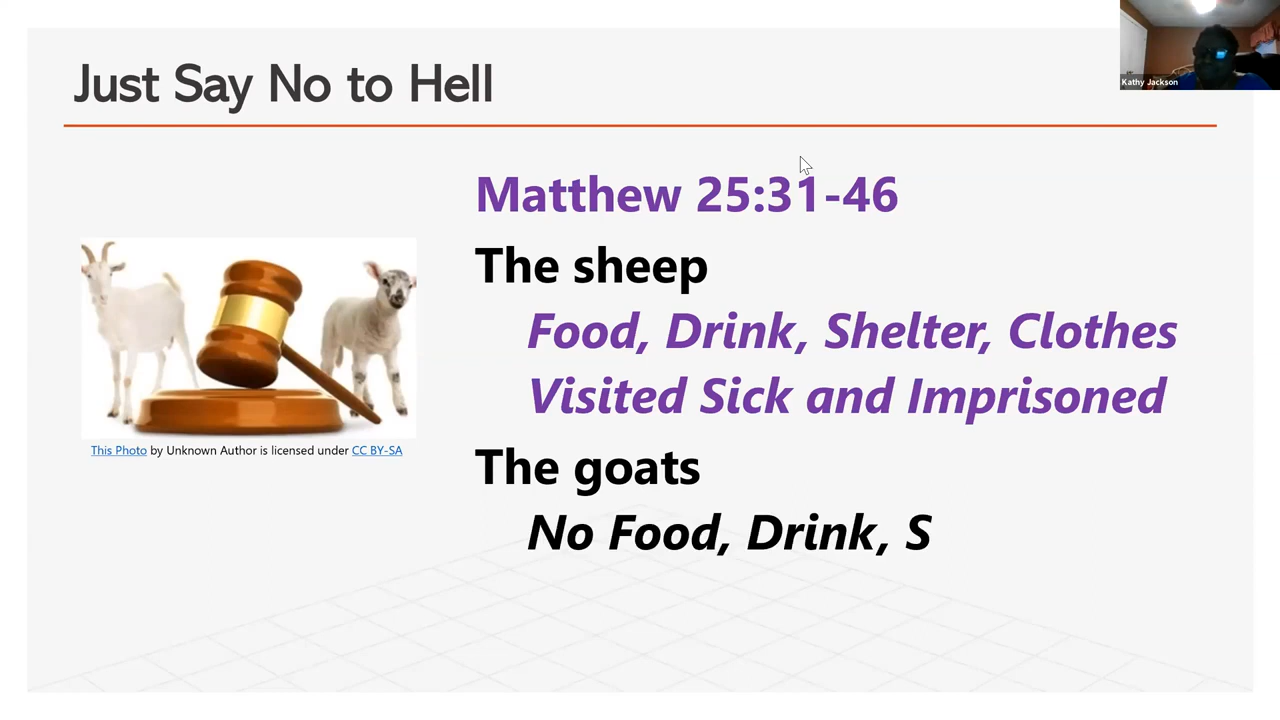 Just Say No to Hell
Kathy Jackson
Matthew 25:31-46
The sheep
Food, Drink, Shelter, Clothes
Visited Sick and Imprisoned
This Photo by Unknown Author is licensed under CC BY-SA
The goats
No Food, Drink, S